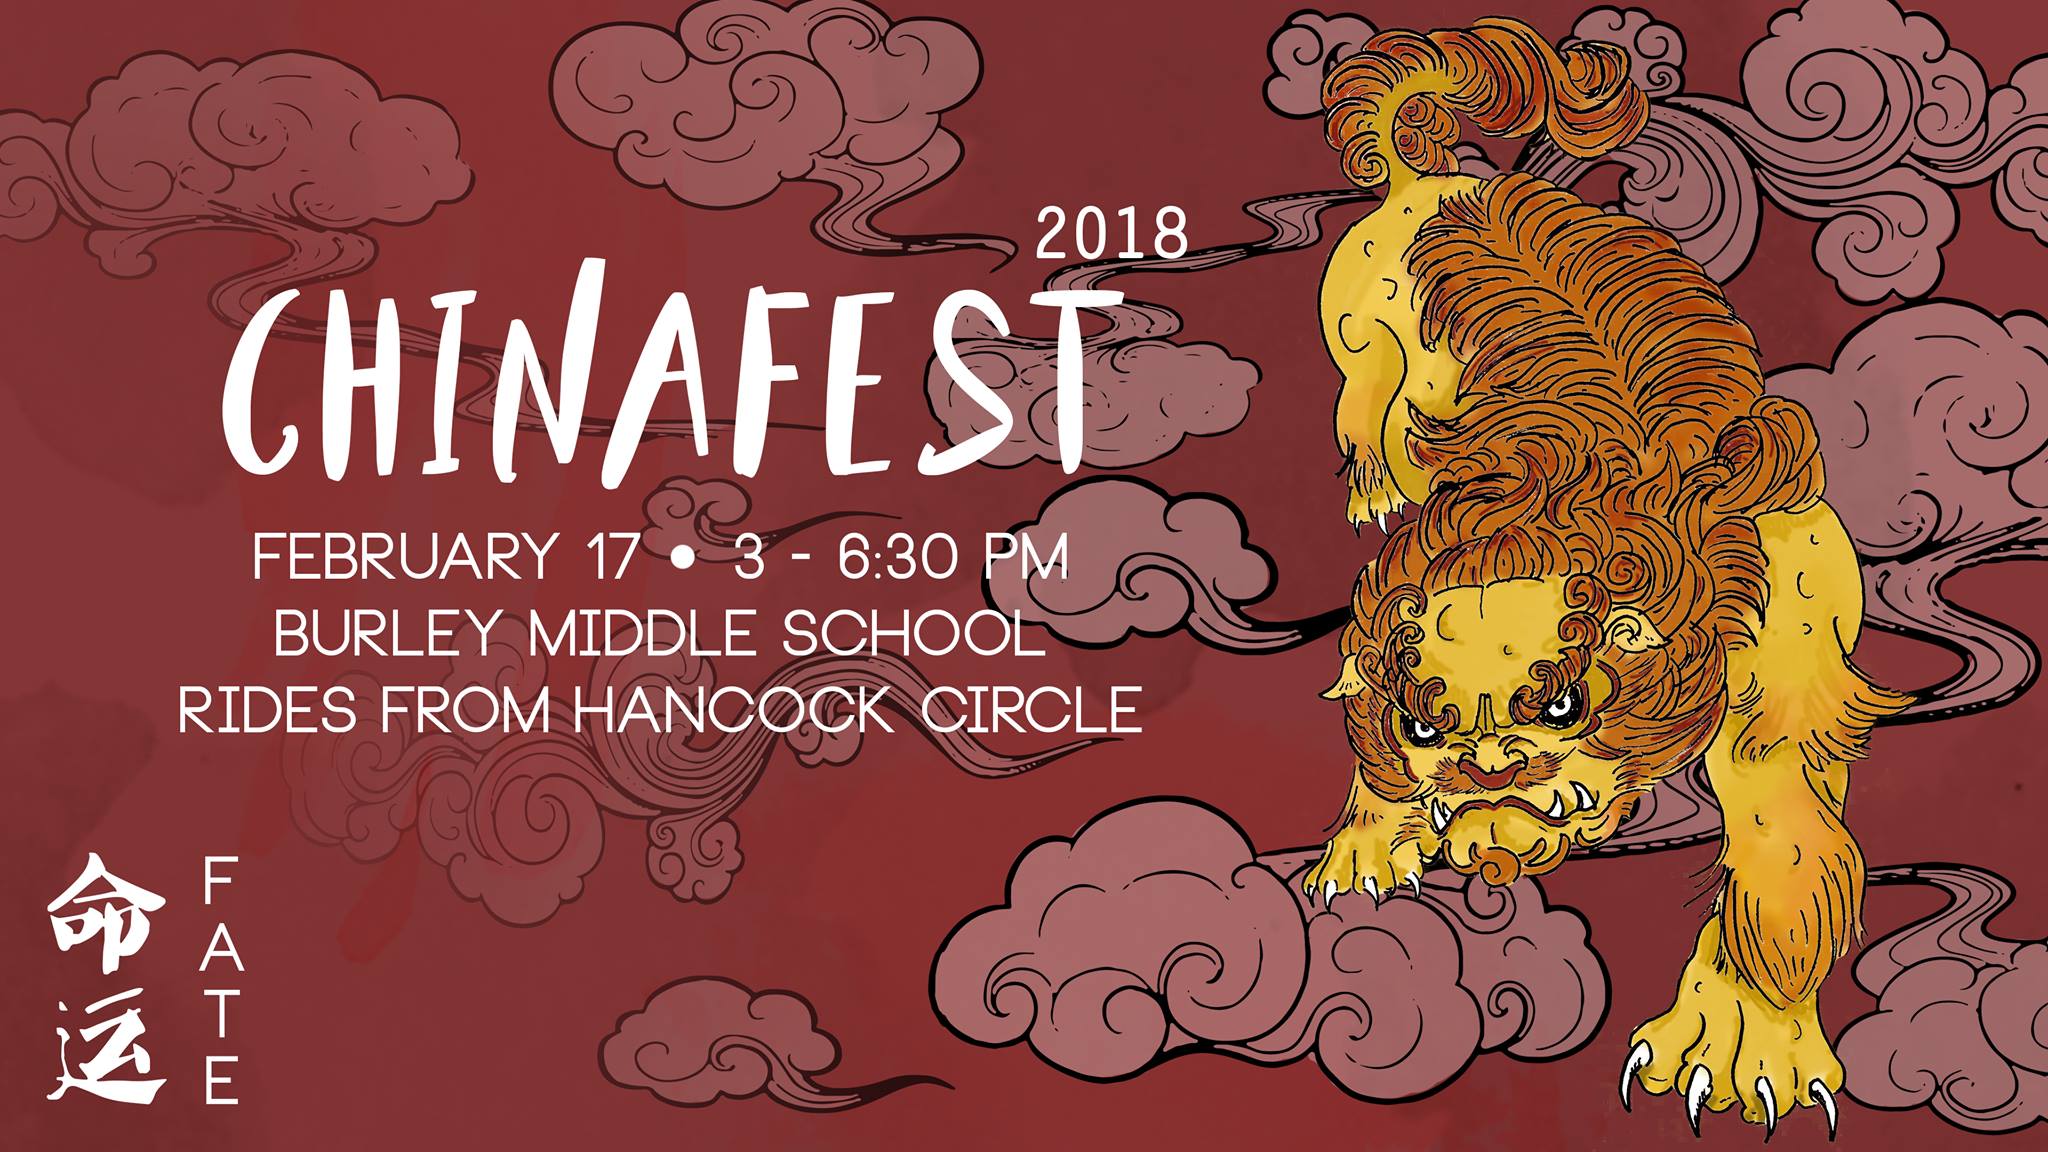 2018
CHINAFEST
FEBRUARY 17 • 3 - 6:30 PM
BURLEY MIDDLE SCHOOL
RIDES FROM HANCOCK CIRCLE
命运
FATE